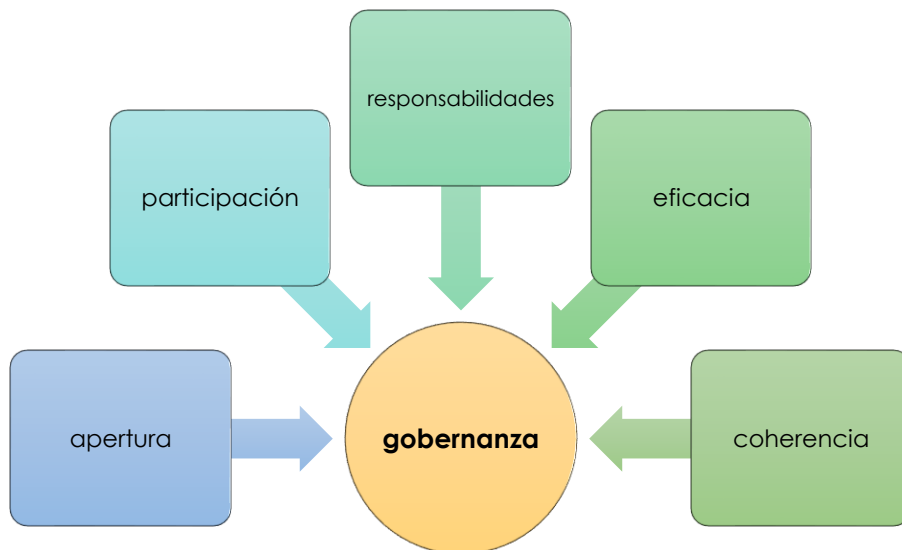 responsabilidades
participación
eficacia
apertura
gobernanza
coherencia